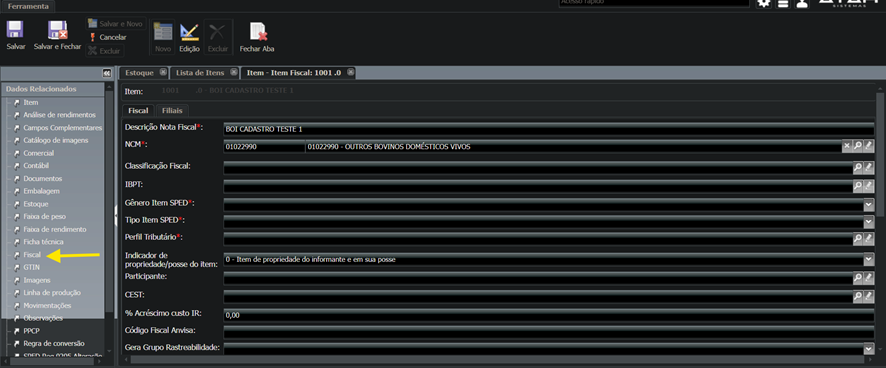 Ferramenta
Acesso rápido
SISTEMAS
Salvar
Salvar e Fechar
Salvar e Novo
Cancelar
Excluir
Novo
Edição
Excluir
Fechar Aba
Dados Relacionados
Item
Análise de rendimentos
Campos Complementares
Catálogo de imagens
Comercial
Contábil
Documentos
Embalagem
Estoque
Faixa de peso
Faixa de rendimento
Ficha técnica
Fiscal
GTIN
Imagens
Linha de produção
Movimentações
Observações
PPCP
Regra de conversão
SPED Reg 0205 Alteração
Estoque
Lista de Itens
Item - Item Fiscal: 1001 .0
Item: 1001 .0 - BOI CADASTRO TESTE 1
Fiscal Filiais
Descrição Nota Fiscal*: BOI CADASTRO TESTE 1
NCM*: 01022990 01022990 - OUTROS BOVINOS DOMÉSTICOS VIVOS
Classificação Fiscal:
IBPT:
Gênero Item SPED*:
Tipo Item SPED*:
Perfil Tributário*:
Indicador de
propriedade/posse do item: 0 - Item de propriedade do informante e em sua posse
Participante:
CEST:
% Acréscimo custo IR: 0,00
Código Fiscal Anvisa:
Gera Grupo Rastreabilidade: